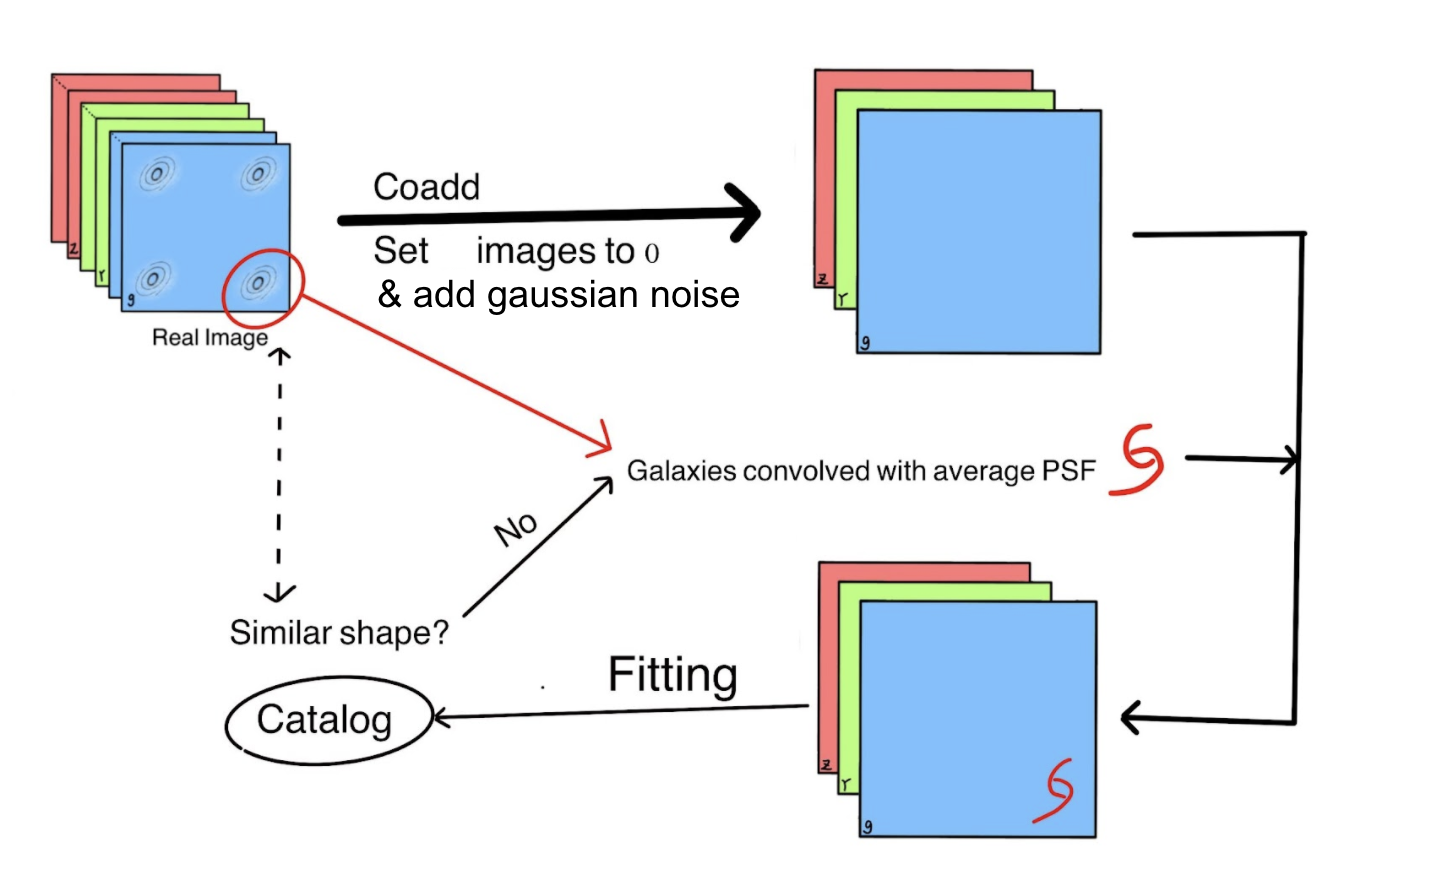 z
r
g
Real Image
Coadd
Set images to 0
& add gaussian noise
z
r
g
Galaxies convolved with average PSF
No
Similar shape?
Catalog
Fitting
z
r
g